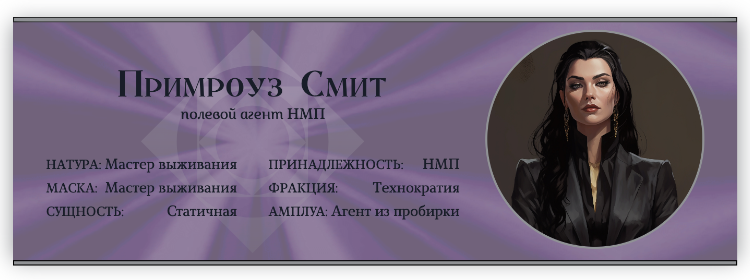 Примроуз Смит
полевой агент НМП
НАТУРА: Мастер выживания ПРИНАДЛЕЖНОСТЬ: НМП
МАСКА: Мастер выживания ФРАКЦИЯ: Технократия
СУЩНОСТЬ: Статичная АМПЛУА: Агент из пробирки